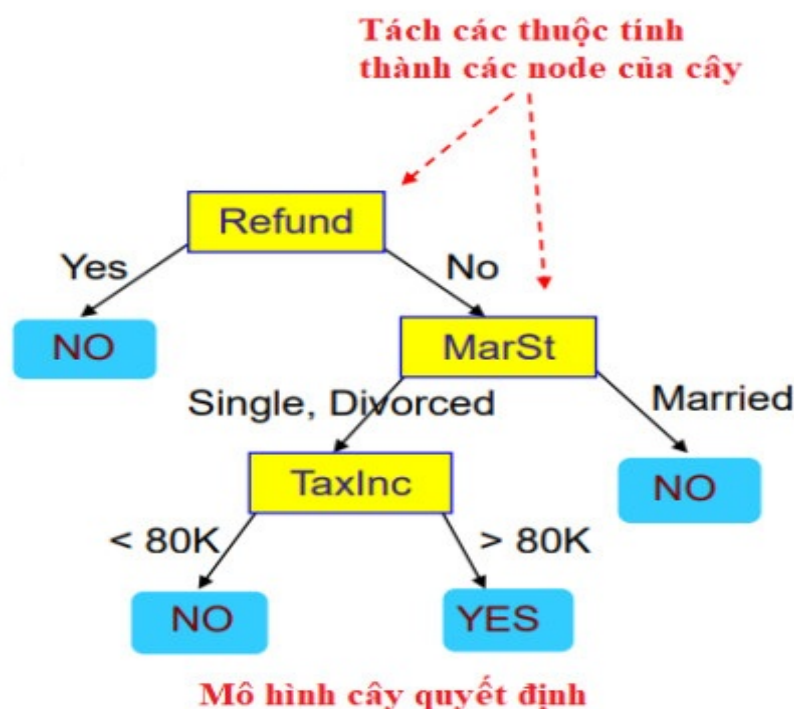 Tách các thuộc tính
thành các node của cây
Refund
Yes
No
NO
MarSt
Single, Divorced
Married
TaxInc
NO
< 80K
> 80K
NO
YES
Mô hình cây quyết định